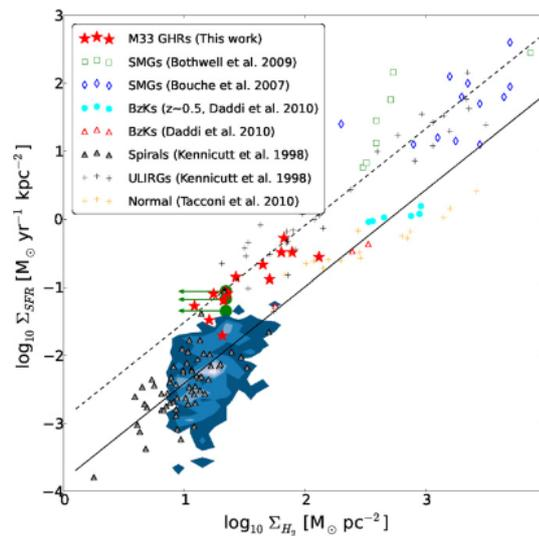 3
2
1
0
−1
−2
−3
−4
log₁₀ Σ_SFR [M⊙ yr⁻¹ kpc⁻²]
M33 GHRs (This work)
SMGs (Bothwell et al. 2009)
SMGs (Bouche et al. 2007)
BzKs (z~0.5, Daddi et al. 2010)
BzKs (Daddi et al. 2010)
Spirals (Kennicutt et al. 1998)
ULIRGs (Kennicutt et al. 1998)
Normal (Tacconi et al. 2010)
0 1 2 3
log₁₀ Σ_H₂ [M⊙ pc⁻²]